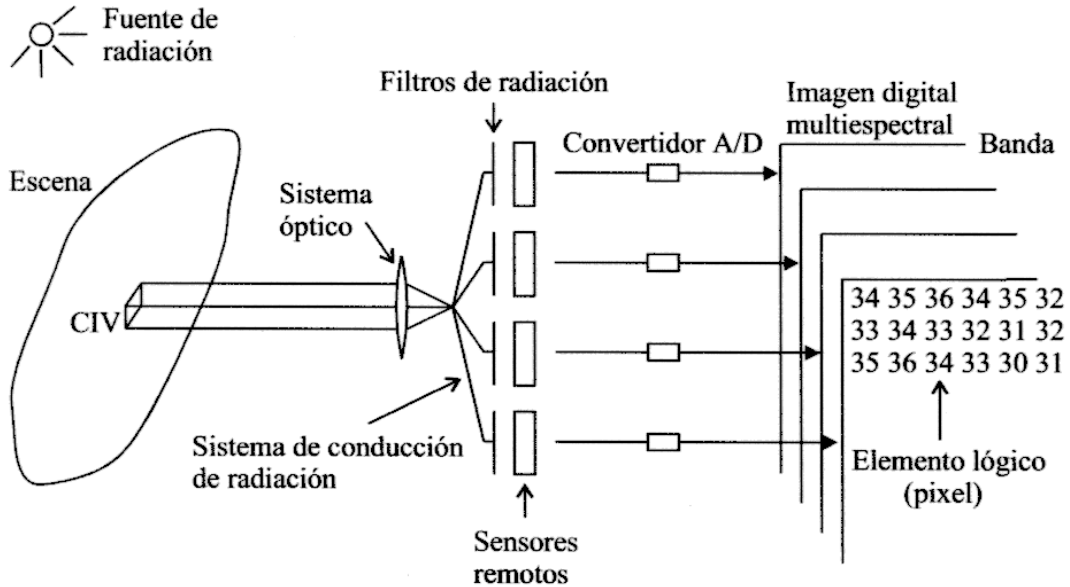 Fuente de
radiación
Filtros de radiación
Imagen digital
multiespectral
Convertidor A/D
Banda
Escena
Sistema
óptico
CIV
34 35 36 34 35 32
33 34 33 32 31 32
35 36 34 33 30 31
Sistema de conducción
de radiación
Elemento lógico
(pixel)
Sensores
remotos